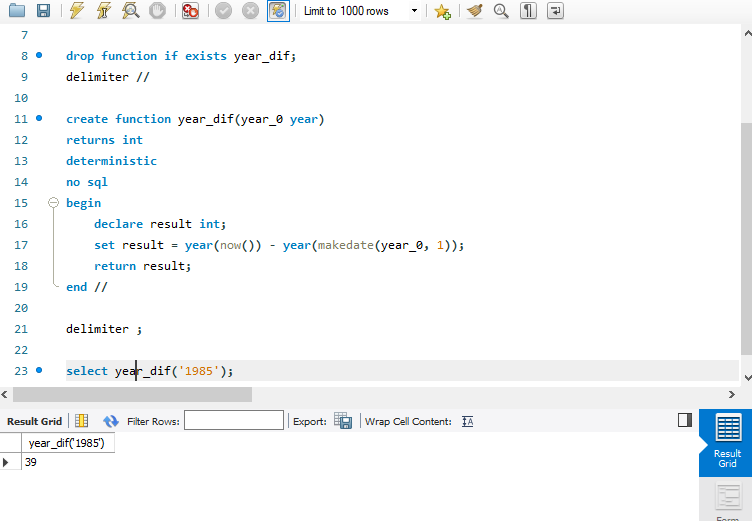 Limit to 1000 rows
7
8 drop function if exists year_dif;
9 delimiter //
10
11 create function year_dif(year_0 year)
12 returns int
13 deterministic
14 no sql
15 begin
16 declare result int;
17 set result = year(now()) - year(makedate(year_0, 1));
18 return result;
19 end //
20
21 delimiter ;
22
23 select year_dif('1985');
Result Grid Filter Rows: Export: Wrap Cell Content:
year_dif('1985')
39
Result
Grid
Form